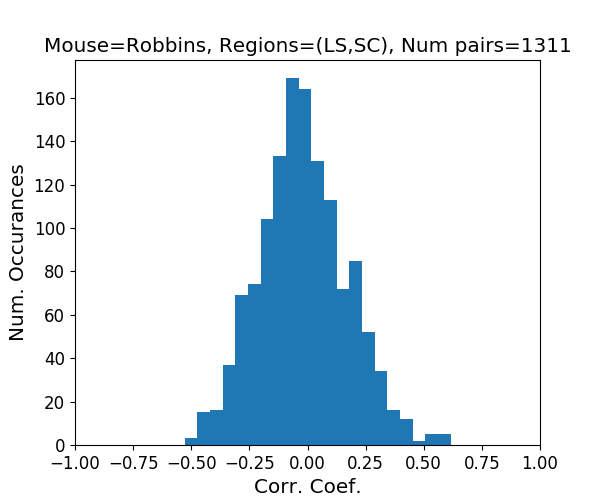 Mouse=Robbins, Regions=(LS,SC), Num pairs=1311
Num. Occurances
160
140
120
100
80
60
40
20
0
−1.00 −0.75 −0.50 −0.25 0.00 0.25 0.50 0.75 1.00
Corr. Coef.